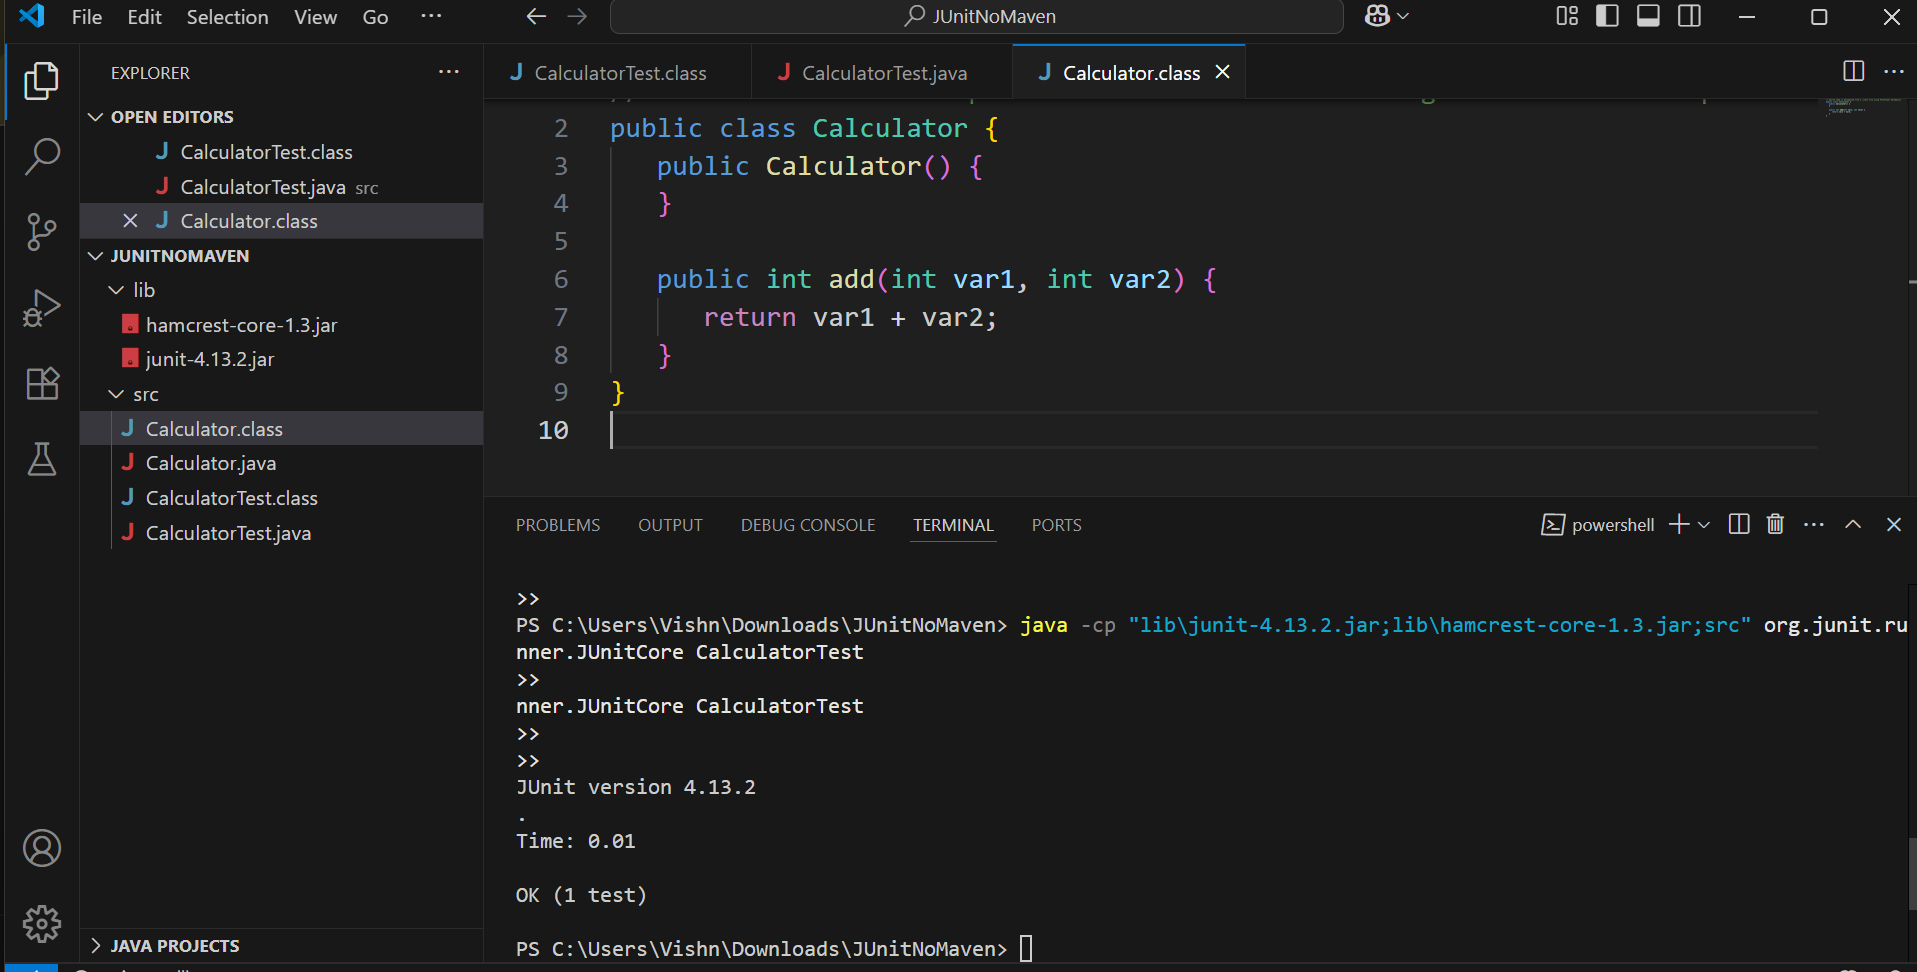 File Edit Selection View Go ··· JUnitNoMaven
EXPLORER ···
OPEN EDITORS
CalculatorTest.class
CalculatorTest.java src
Calculator.class
JUNITNOMAVEN
lib
hamcrest-core-1.3.jar
junit-4.13.2.jar
src
Calculator.class
Calculator.java
CalculatorTest.class
CalculatorTest.java
JAVA PROJECTS
CalculatorTest.class CalculatorTest.java Calculator.class
2 public class Calculator {
3 public Calculator() {
4 }
5
6 public int add(int var1, int var2) {
7 return var1 + var2;
8 }
9 }
10
PROBLEMS OUTPUT DEBUG CONSOLE TERMINAL PORTS powershell
>>
PS C:\Users\Vishn\Downloads\JUnitNoMaven> java -cp "lib\junit-4.13.2.jar;lib\hamcrest-core-1.3.jar;src" org.junit.ru
nner.JUnitCore CalculatorTest
>>
nner.JUnitCore CalculatorTest
>>
>>
JUnit version 4.13.2
.
Time: 0.01
OK (1 test)
PS C:\Users\Vishn\Downloads\JUnitNoMaven>